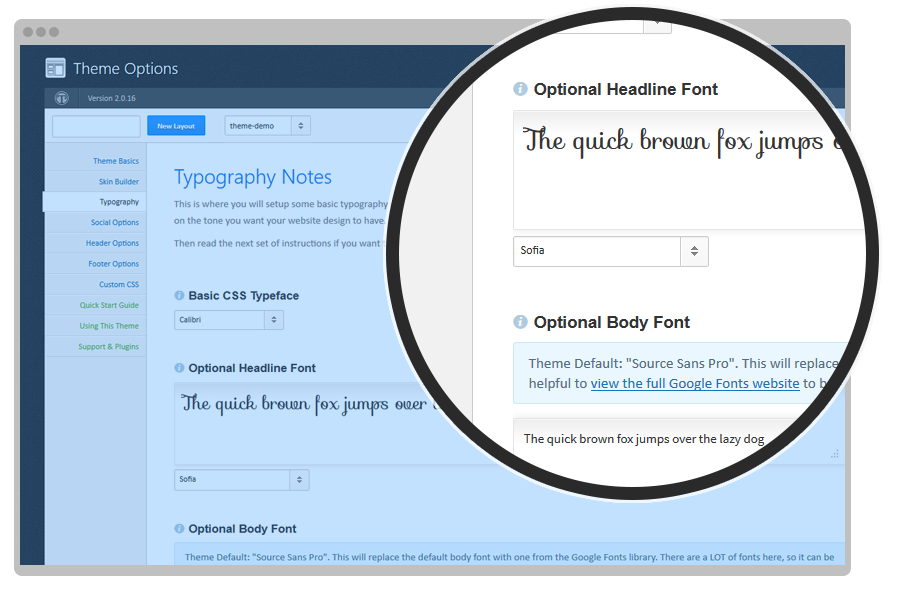 Theme Options
Version 2.0.16
New Layout
theme-demo
Theme Basics
Skin Builder
Typography
Social Options
Header Options
Footer Options
Custom CSS
Quick Start Guide
Using This Theme
Support & Plugins
Typography Notes
This is where you will setup some basic typography
on the tone you want your website design to have
Then read the next set of instructions if you want
Basic CSS Typeface
Calibri
Optional Headline Font
The quick brown fox jumps over
Sofia
Optional Body Font
Theme Default: "Source Sans Pro". This will replace the default body font with one from the Google Fonts library. There are a LOT of fonts here, so it can be
Optional Headline Font
The quick brown fox jumps
Sofia
Optional Body Font
Theme Default: "Source Sans Pro". This will replace
helpful to view the full Google Fonts website to
The quick brown fox jumps over the lazy dog